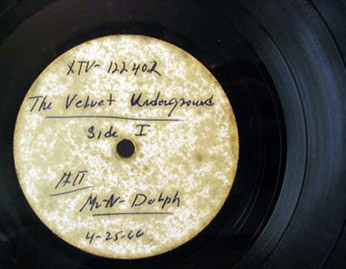 XTV-122402
The Velvet Underground
Side I
Att
Mr N- Dolph
4-25-66